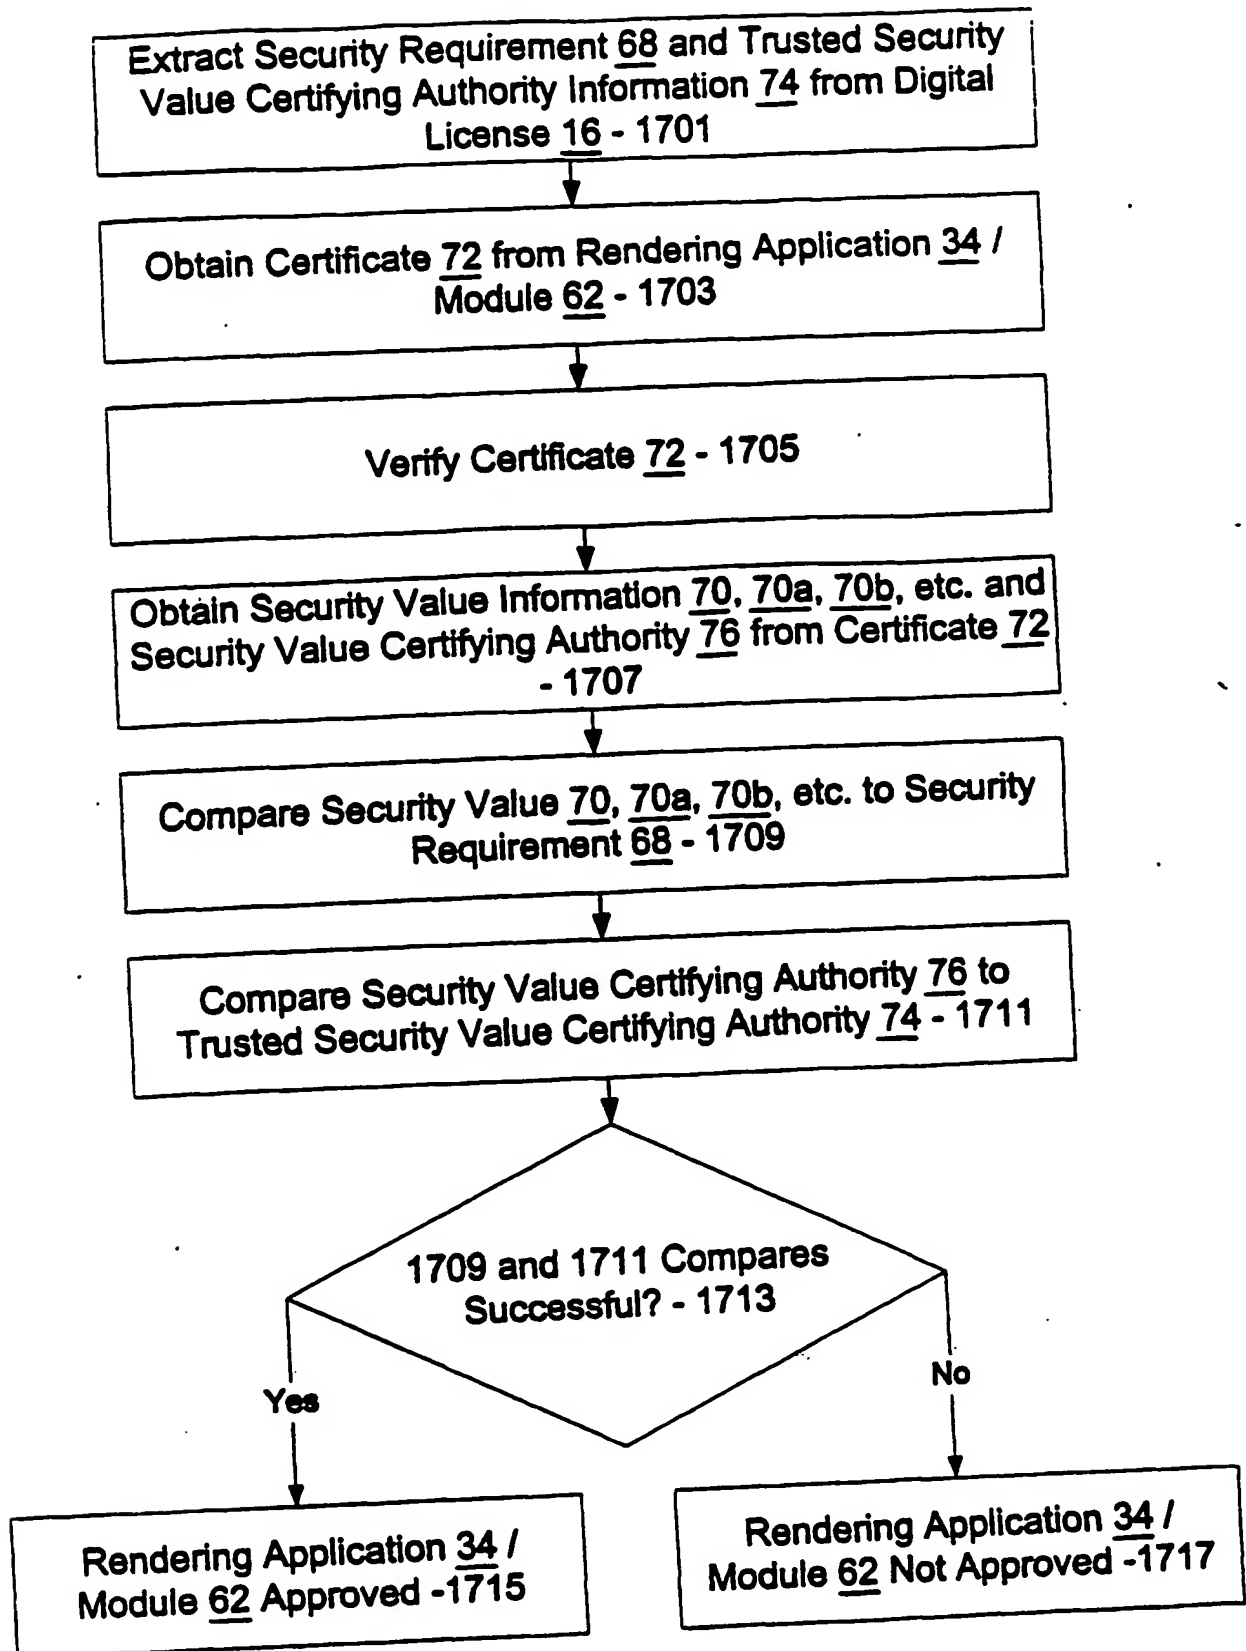 Extract Security Requirement 68 and Trusted Security
Value Certifying Authority Information 74 from Digital
License 16 - 1701
Obtain Certificate 72 from Rendering Application 34 /
Module 62 - 1703
Verify Certificate 72 - 1705
Obtain Security Value Information 70, 70a, 70b, etc. and
Security Value Certifying Authority 76 from Certificate 72
- 1707
Compare Security Value 70, 70a, 70b, etc. to Security
Requirement 68 - 1709
Compare Security Value Certifying Authority 76 to
Trusted Security Value Certifying Authority 74 - 1711
1709 and 1711 Compares
Successful? - 1713
Yes
No
Rendering Application 34 /
Module 62 Approved -1715
Rendering Application 34 /
Module 62 Not Approved -1717